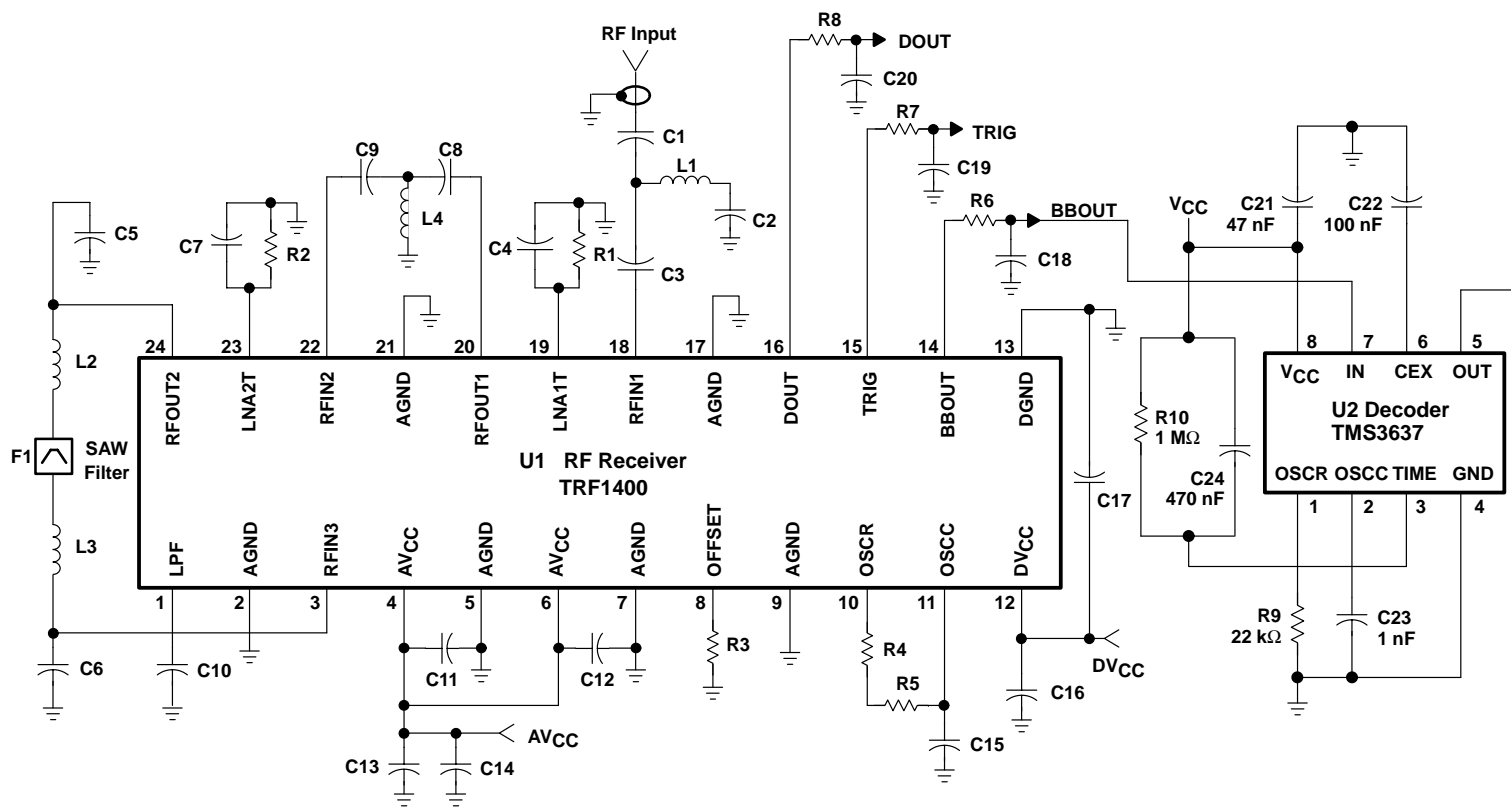 R8
DOUT
C20
RF Input
R7
TRIG
C19
C1
C9
C8
L1
R6
BBOUT
VCC
C21
47 nF
C22
100 nF
C5
C7
R2
L4
C4
R1
C2
C3
C18
24
23
22
21
20
19
18
17
16
15
14
13
8
7
6
5
L2
RFOUT2
LNA2T
RFIN2
AGND
RFOUT1
LNA1T
RFIN1
AGND
DOUT
TRIG
BBOUT
DGND
VCC
IN
CEX
OUT
U2 Decoder
TMS3637
R10
1 MΩ
F1
SAW
Filter
U1 RF Receiver
TRF1400
C17
C24
470 nF
OSCR
OSCC
TIME
GND
L3
LPF
AGND
RFIN3
AVCC
AGND
AVCC
AGND
OFFSET
AGND
OSCR
OSCC
DVCC
1
2
3
4
1
2
3
4
5
6
7
8
9
10
11
12
C6
C10
C11
C12
R3
R4
R5
C16
DVCC
R9
22 kΩ
C23
1 nF
C13
C14
AVCC
C15